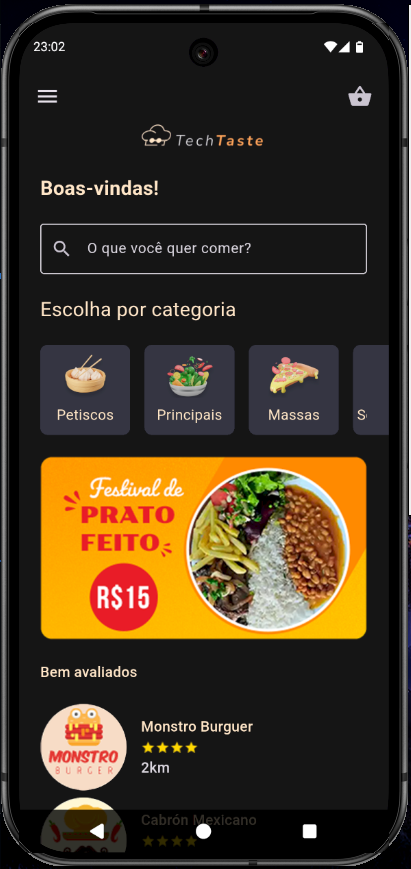 23:02
TechTaste
Boas-vindas!
O que você quer comer?
Escolha por categoria
Petiscos Principais Massas
Festival de
PRATO
FEITO
R$15
Bem avaliados
Monstro Burguer
2km
MONSTRO
BURGER
Cabrón Mexicano